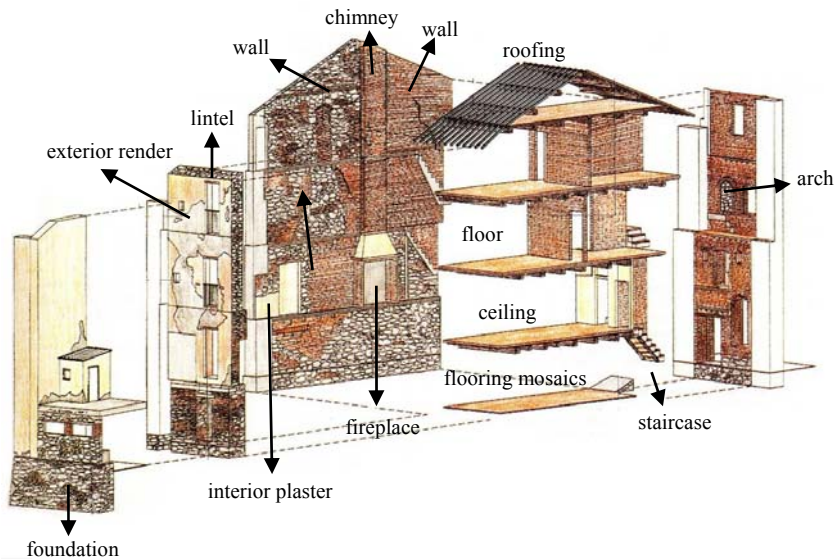 chimney
wall
wall
roofing
lintel
exterior render
arch
floor
ceiling
flooring mosaics
fireplace
staircase
interior plaster
foundation